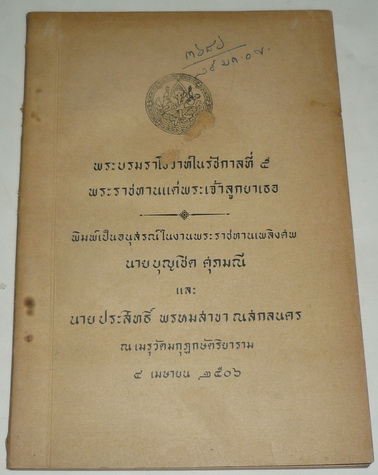 พระบรมราโชวาทในรัชกาลที่ ๕
พระราชทานแด่พระเจ้าลูกยาเธอ
พิมพ์เป็นอนุสรณ์ในงานพระราชทานเพลิงศพ
นาย บุญเชิด ศุภมณี
และ
นาย ประสิทธิ์ พรหมสาขา ณสกลนคร
ณ เมรุวัดมกุฎกษัตริยาราม
๔ เมษายน ๒๕๐๖